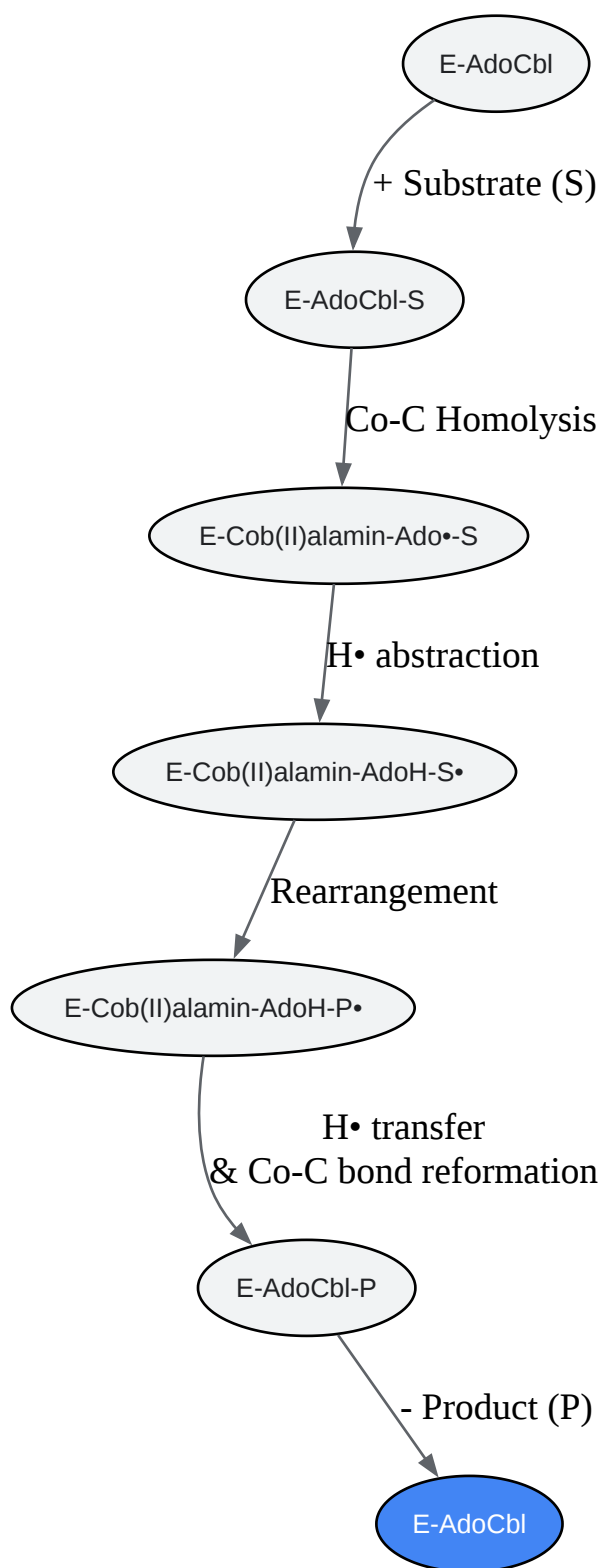 E-AdoCbl
+ Substrate (S)
E-AdoCbl-S
Co-C Homolysis
E-Cob(II)alamin-Ado•-S
H• abstraction
E-Cob(II)alamin-AdoH-S•
Rearrangement
E-Cob(II)alamin-AdoH-P•
H• transfer
& Co-C bond reformation
E-AdoCbl-P
- Product (P)
E-AdoCbl